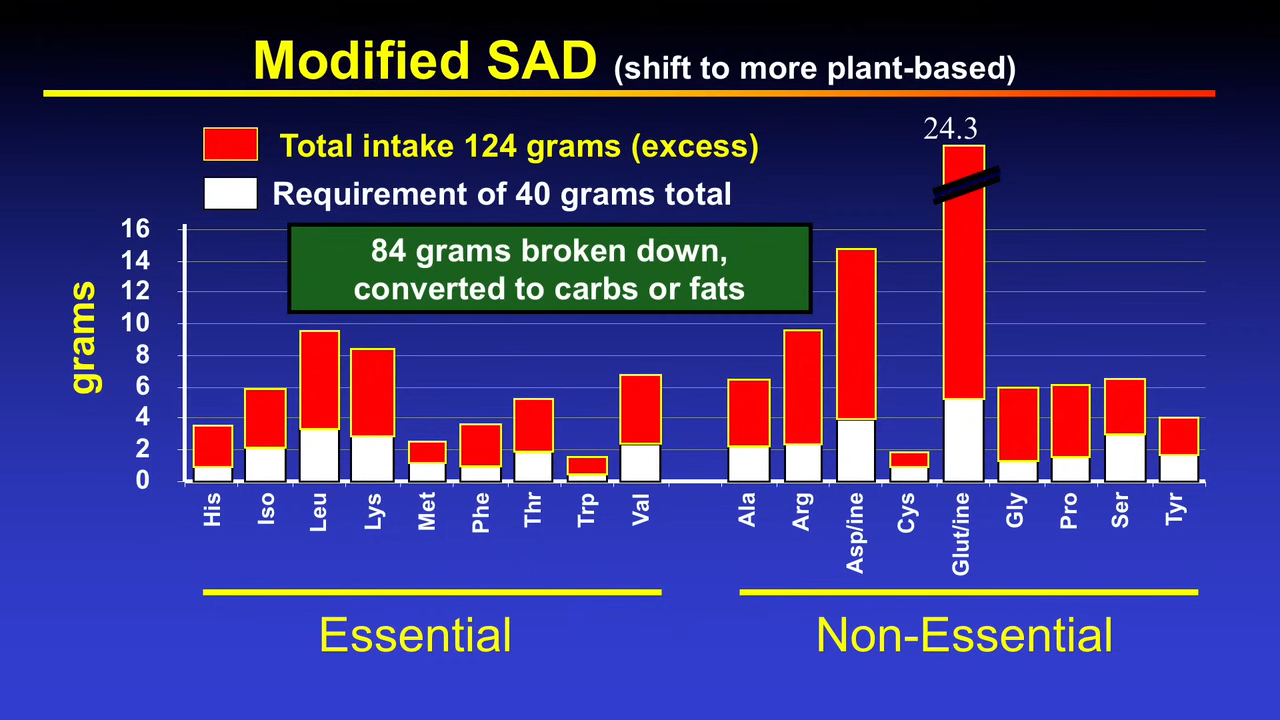 Modified SAD (shift to more plant-based)
24.3
Total intake 124 grams (excess)
Requirement of 40 grams total
84 grams broken down,
converted to carbs or fats
grams
16
14
12
10
8
6
4
2
0
His
Iso
Leu
Lys
Met
Phe
Thr
Trp
Val
Ala
Arg
Asp/ine
Cys
Glut/ine
Gly
Pro
Ser
Tyr
Essential
Non-Essential